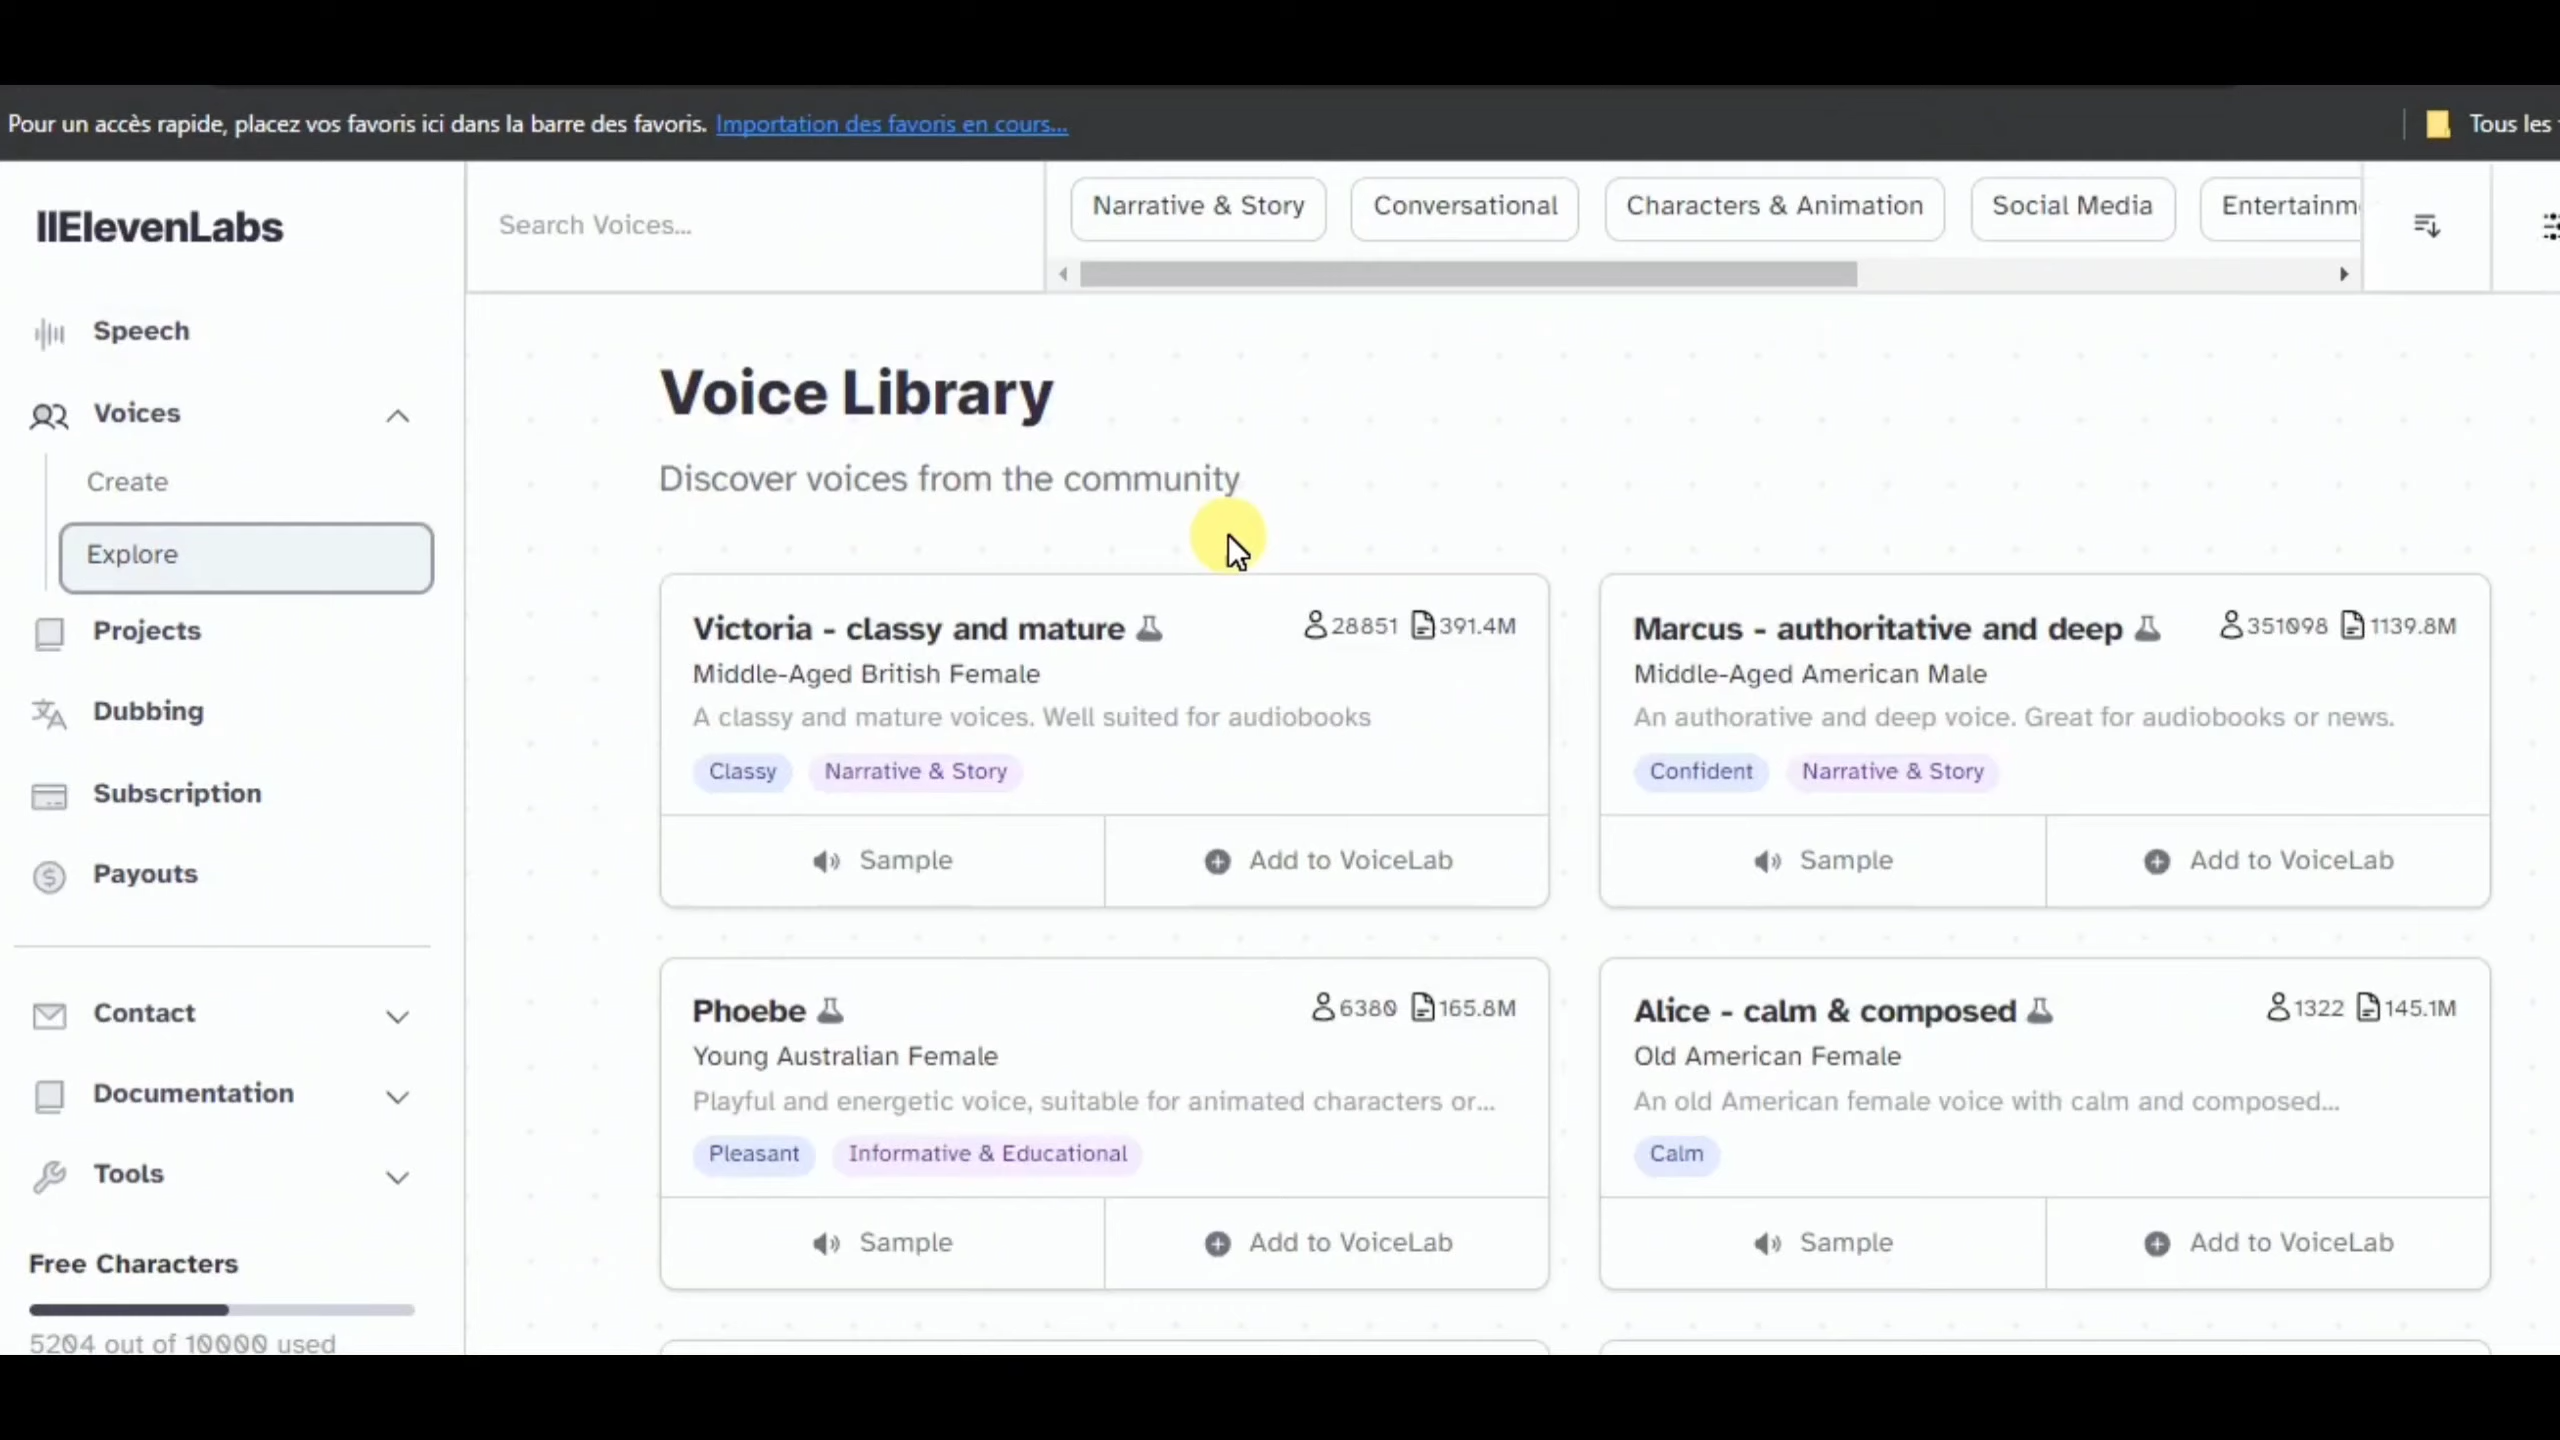 Pour un accès rapide, placez vos favoris ici dans la barre des favoris. Importation des favoris en cours...
Tous les
IIElevenLabs
Search Voices...
Narrative & Story
Conversational
Characters & Animation
Social Media
Entertainm
Speech
Voices
Create
Explore
Projects
Dubbing
Subscription
Payouts
Contact
Documentation
Tools
Free Characters
5204 out of 10000 used
Voice Library
Discover voices from the community
Victoria - classy and mature 28851 391.4M
Middle-Aged British Female
A classy and mature voices. Well suited for audiobooks
Classy Narrative & Story
Sample Add to VoiceLab
Marcus - authoritative and deep 351098 1139.8M
Middle-Aged American Male
An authorative and deep voice. Great for audiobooks or news.
Confident Narrative & Story
Sample Add to VoiceLab
Phoebe 6380 165.8M
Young Australian Female
Playful and energetic voice, suitable for animated characters or...
Pleasant Informative & Educational
Sample Add to VoiceLab
Alice - calm & composed 1322 145.1M
Old American Female
An old American female voice with calm and composed...
Calm
Sample Add to VoiceLab